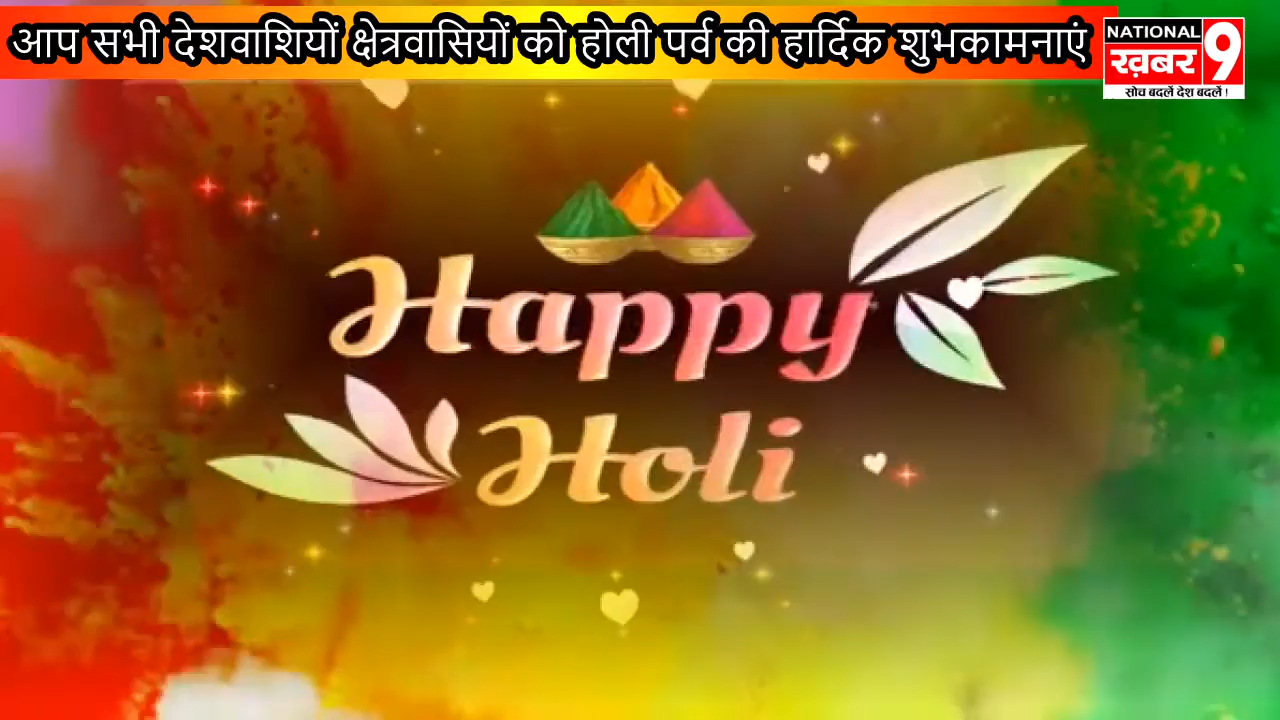 आप सभी देशवाशियों क्षेत्रवासियों को होली पर्व की हार्दिक शुभकामनाएं
NATIONAL
ख़बर 9
सोच बदलें देश बदलें !
Happy
Holi